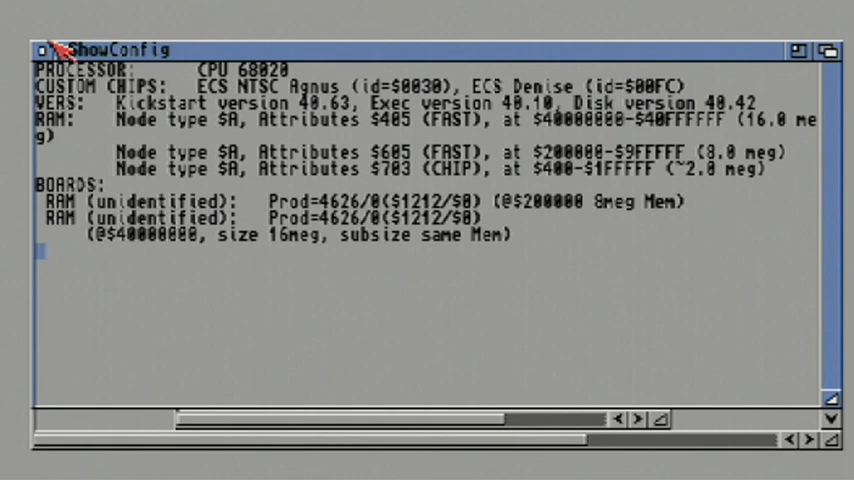 ShowConfig
PROCESSOR: CPU 68020
CUSTOM CHIPS: ECS NTSC Agnus (id=$0030), ECS Denise (id=$00FC)
VERS: Kickstart version 40.63, Exec version 40.10, Disk version 40.42
RAM: Node type $A, Attributes $405 (FAST), at $40000000-$40FFFFFF (16.0 me
g)
Node type $A, Attributes $605 (FAST), at $200000-$9FFFFF (8.0 meg)
Node type $A, Attributes $703 (CHIP), at $400-$1FFFFF (~2.0 meg)
BOARDS:
RAM (unidentified): Prod=4626/0($1212/$0) (@$200000 8meg Mem)
RAM (unidentified): Prod=4626/0($1212/$0)
(@$40000000, size 16meg, subsize same Mem)